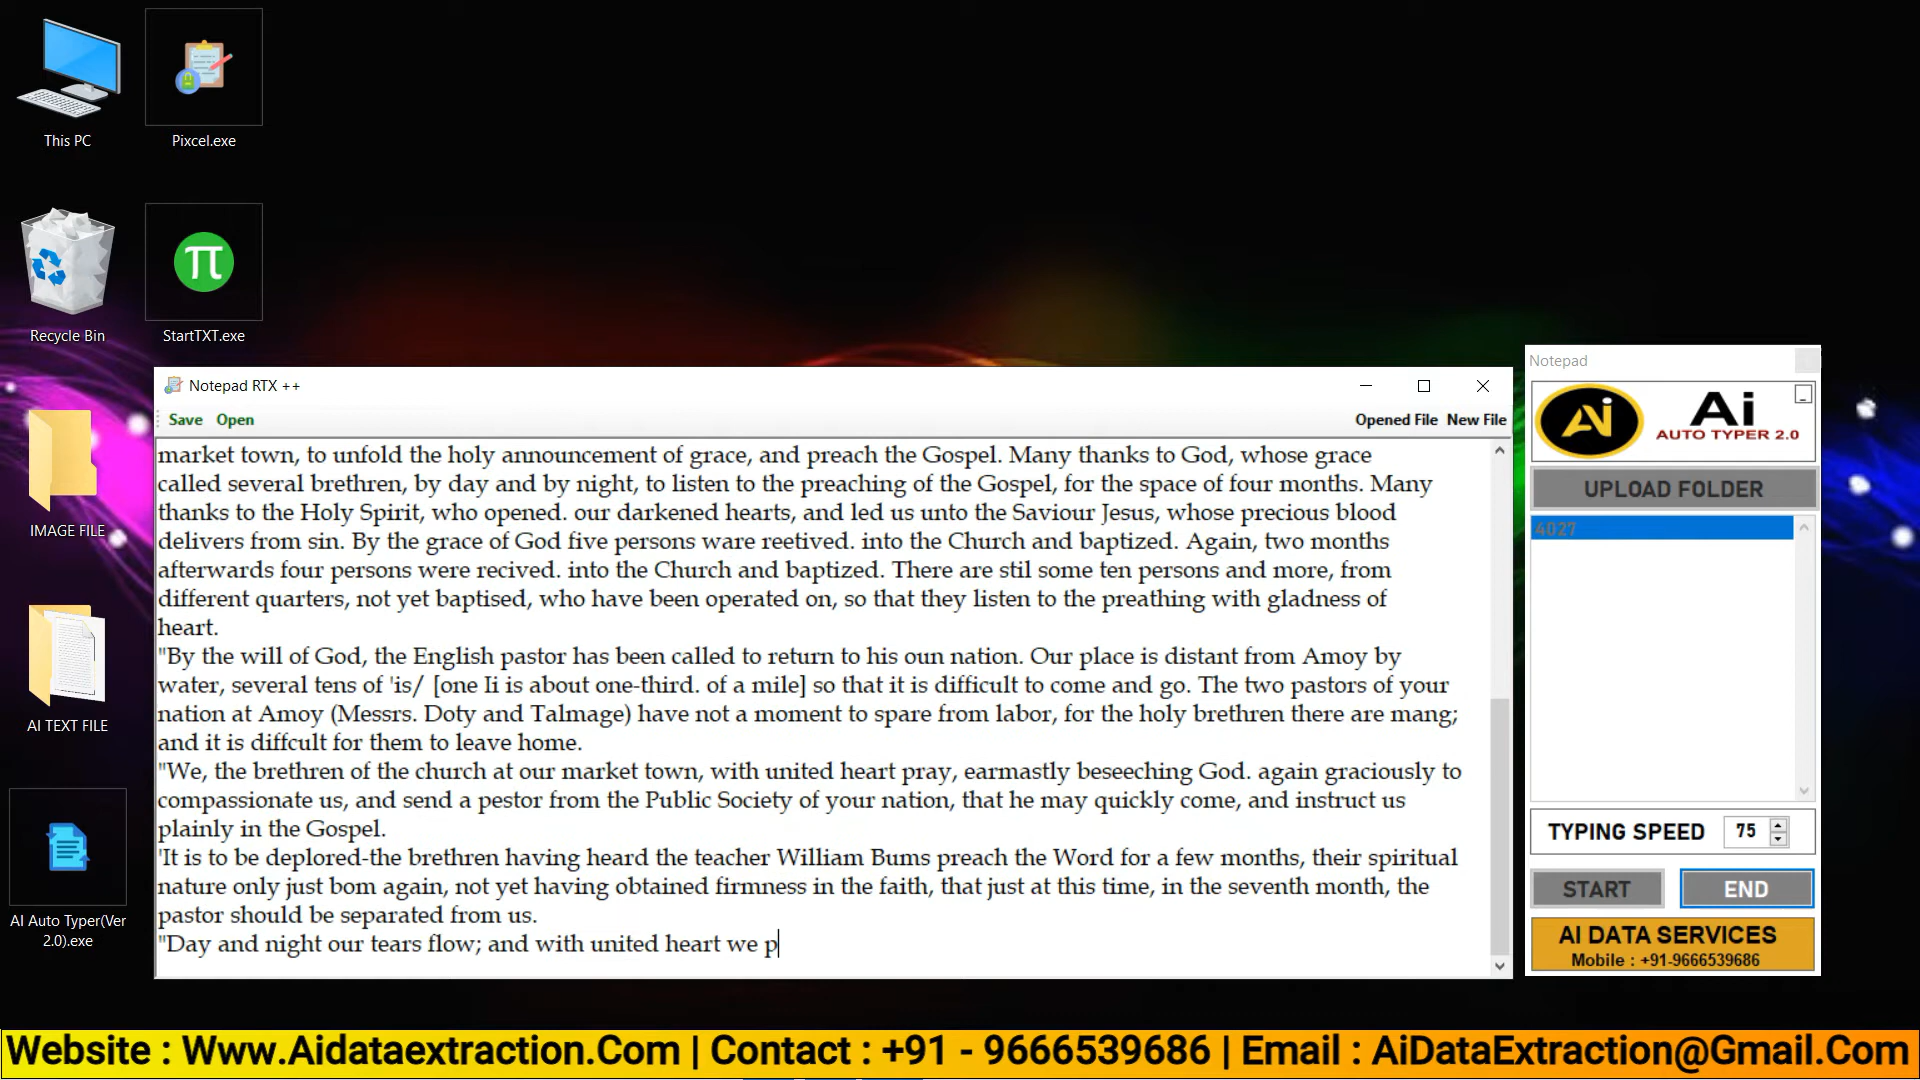 This PC
Pixcel.exe
Recycle Bin
StartTXT.exe
IMAGE FILE
AI TEXT FILE
AI Auto Typer(Ver
2.0).exe
Notepad RTX ++
Save Open
Opened File New File
market town, to unfold the holy announcement of grace, and preach the Gospel. Many thanks to God, whose grace
called several brethren, by day and by night, to listen to the preaching of the Gospel, for the space of four months. Many
thanks to the Holy Spirit, who opened. our darkened hearts, and led us unto the Saviour Jesus, whose precious blood
delivers from sin. By the grace of God five persons ware reetived. into the Church and baptized. Again, two months
afterwards four persons were recived. into the Church and baptized. There are stil some ten persons and more, from
different quarters, not yet baptised, who have been operated on, so that they listen to the preathing with gladness of
heart.
"By the will of God, the English pastor has been called to return to his oun nation. Our place is distant from Amoy by
water, several tens of 'is/ [one Ii is about one-third. of a mile] so that it is difficult to come and go. The two pastors of your
nation at Amoy (Messrs. Doty and Talmage) have not a moment to spare from labor, for the holy brethren there are mang;
and it is diffcult for them to leave home.
"We, the brethren of the church at our market town, with united heart pray, earmastly beseeching God. again graciously to
compassionate us, and send a pestor from the Public Society of your nation, that he may quickly come, and instruct us
plainly in the Gospel.
'It is to be deplored-the brethren having heard the teacher William Bums preach the Word for a few months, their spiritual
nature only just bom again, not yet having obtained firmness in the faith, that just at this time, in the seventh month, the
pastor should be separated from us.
"Day and night our tears flow; and with united heart we p
Notepad
Ai
Ai
AUTO TYPER 2.0
UPLOAD FOLDER
4027
TYPING SPEED 75
START END
AI DATA SERVICES
Mobile : +91-9666539686
Website : Www.Aidataextraction.Com | Contact : +91 - 9666539686 | Email : AiDataExtraction@Gmail.Com